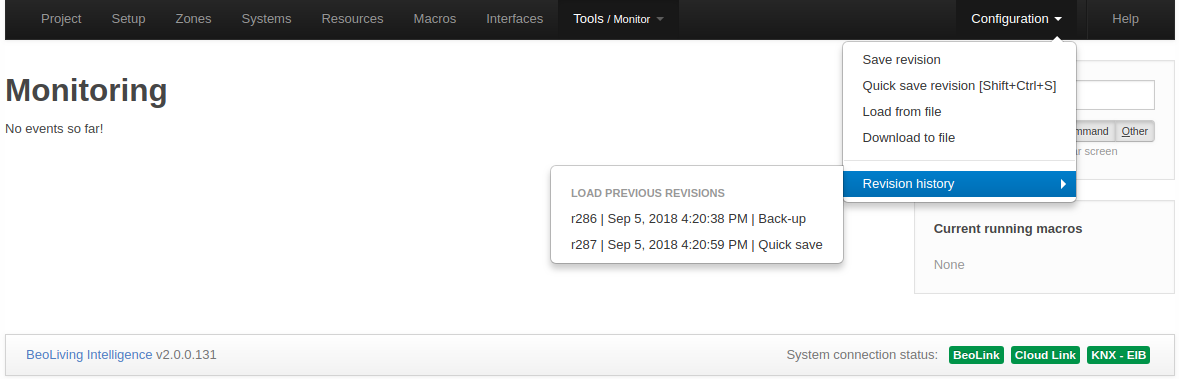 Project Setup Zones Systems Resources Macros Interfaces Tools / Monitor Configuration Help
Monitoring
No events so far!
Save revision
Quick save revision [Shift+Ctrl+S]
Load from file
Download to file
Revision history
LOAD PREVIOUS REVISIONS
r286 | Sep 5, 2018 4:20:38 PM | Back-up
r287 | Sep 5, 2018 4:20:59 PM | Quick save
Other
screen
Current running macros
None
BeoLiving Intelligence v2.0.0.131 System connection status: BeoLink Cloud Link KNX - EIB